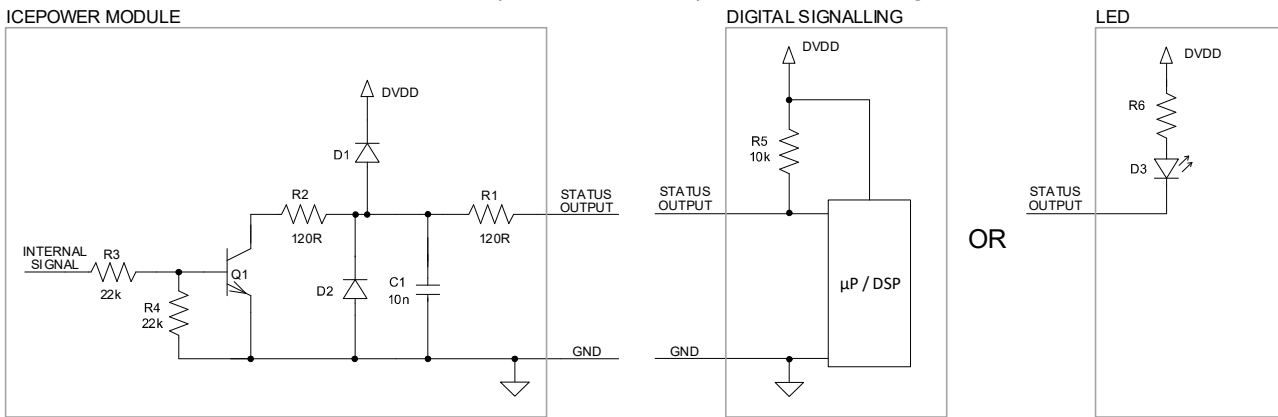 ICEPOWER MODULE
DVDD
D1
R2
120R
R1
120R
STATUS
OUTPUT
INTERNAL
SIGNAL
R3
22k
R4
22k
Q1
D2
C1
10n
GND
DIGITAL SIGNALLING
DVDD
R5
10k
STATUS
OUTPUT
µP / DSP
GND
OR
LED
DVDD
R6
D3
STATUS
OUTPUT